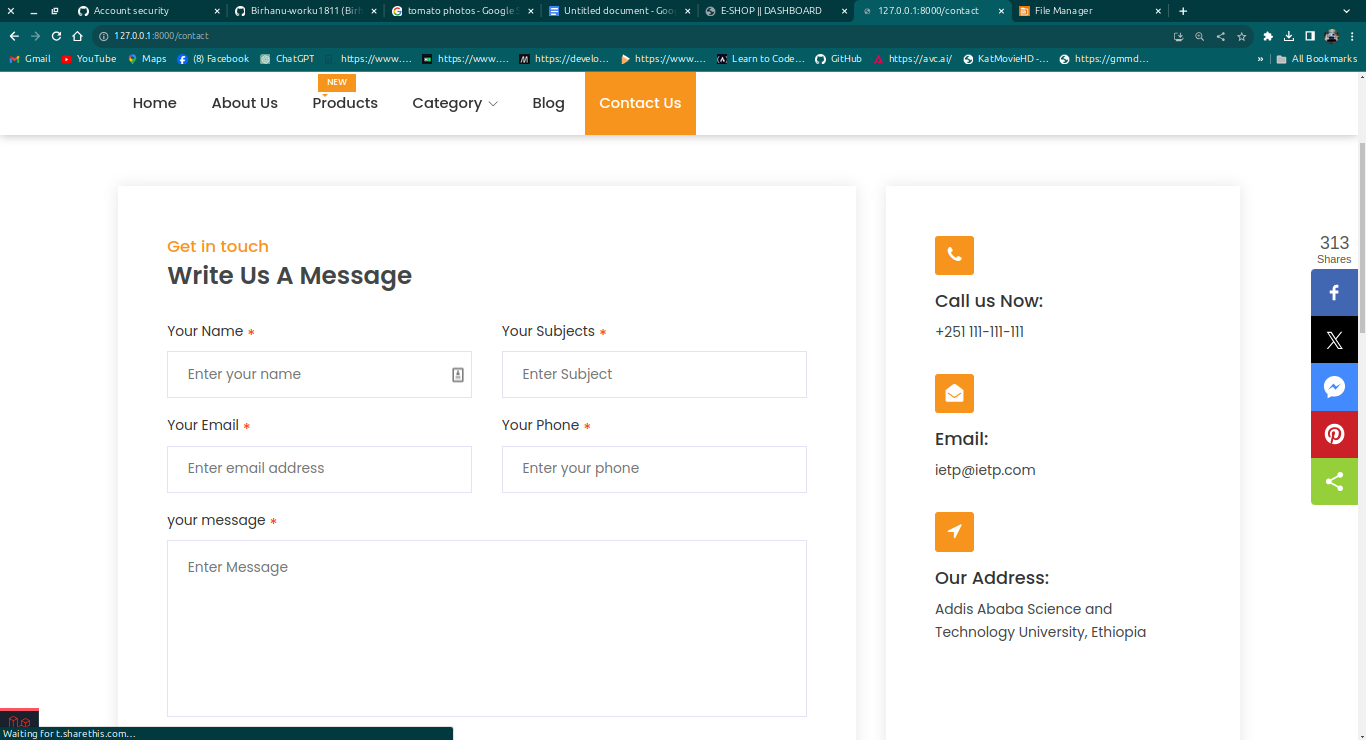 Account security
Birhanu-worku1811 (Birh
tomato photos - Google S
Untitled document - Goo
E-SHOP || DASHBOARD
127.0.0.1:8000/contact
File Manager
127.0.0.1:8000/contact
Gmail
YouTube
Maps
(8) Facebook
ChatGPT
https://www....
https://www....
https://develo...
https://www....
Learn to Code...
GitHub
https://avc.ai/
KatMovieHD -...
https://gmmd...
»
All Bookmarks
NEW
Home
About Us
Products
Category
Blog
Contact Us
Get in touch
Write Us A Message
Your Name *
Your Subjects *
Enter your name
Enter Subject
Your Email *
Your Phone *
Enter email address
Enter your phone
your message *
Enter Message
Call us Now:
+251 111-111-111
Email:
ietp@ietp.com
Our Address:
Addis Ababa Science and
Technology University, Ethiopia
313
Shares
Waiting for t.sharethis.com...